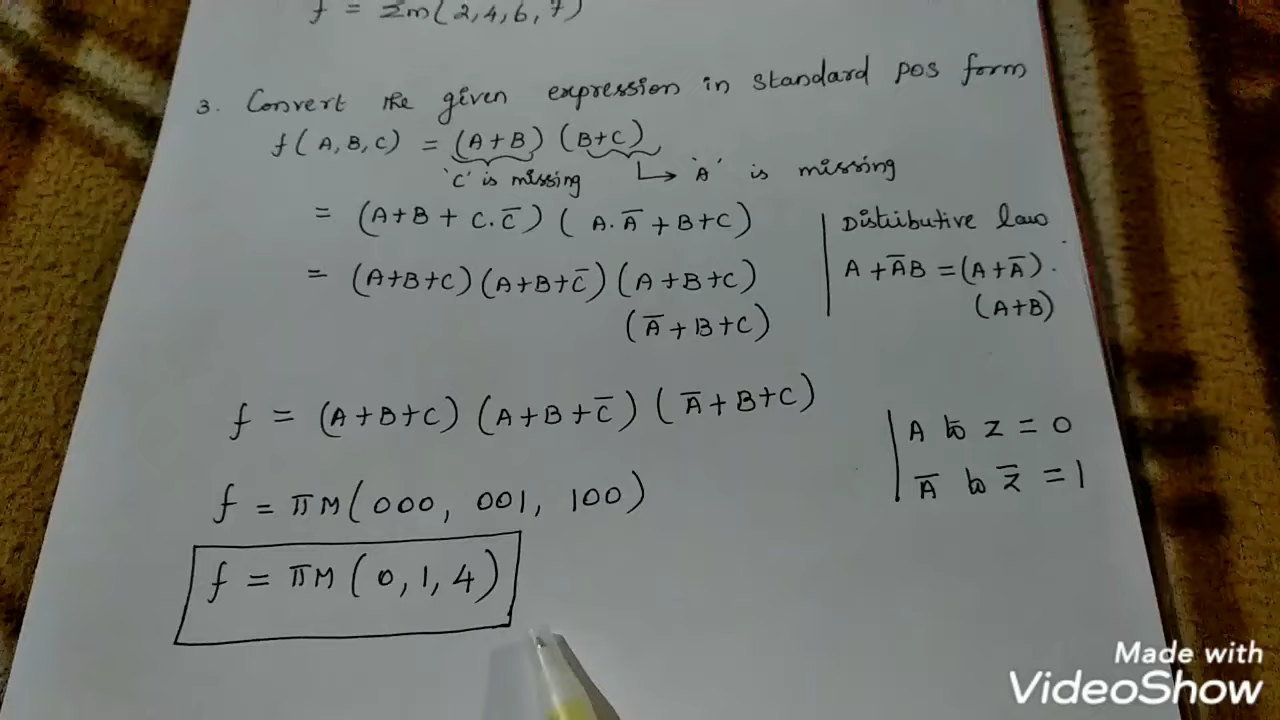 f = Σm(2,4,6,7)
3. Convert the given expression in standard pos form
f(A,B,C) = (A+B) (B+C)
'C' is missing → 'A' is missing
= (A+B + C.C̅) (A.A̅ + B+C)
Distributive law
= (A+B+C)(A+B+C̅)(A+B+C)
A + A̅B = (A+A̅).
(A̅+B+C)
(A+B)
f = (A+B+C)(A+B+C̅)(A̅+B+C)
A to Z = 0
A̅ to Z̅ = 1
f = πM(000, 001, 100)
f = πM(0,1,4)
Made with
VideoShow